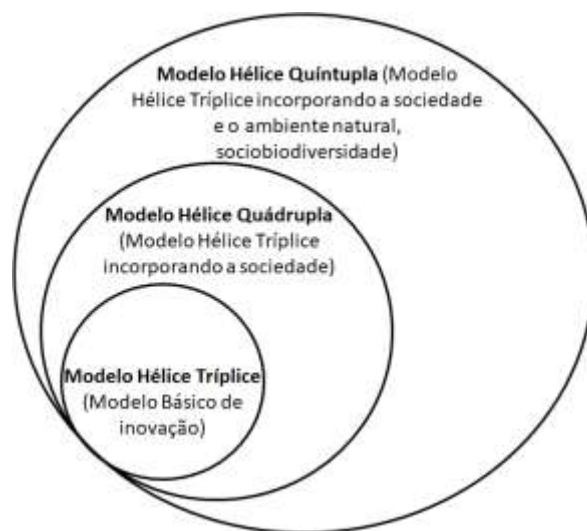 Modelo Hélice Quíntupla (Modelo
Hélice Tríplice incorporando a sociedade
e o ambiente natural,
sociobiodiversidade)
Modelo Hélice Quádrupla
(Modelo Hélice Tríplice
incorporando a sociedade)
Modelo Hélice Tríplice
(Modelo Básico de
inovação)